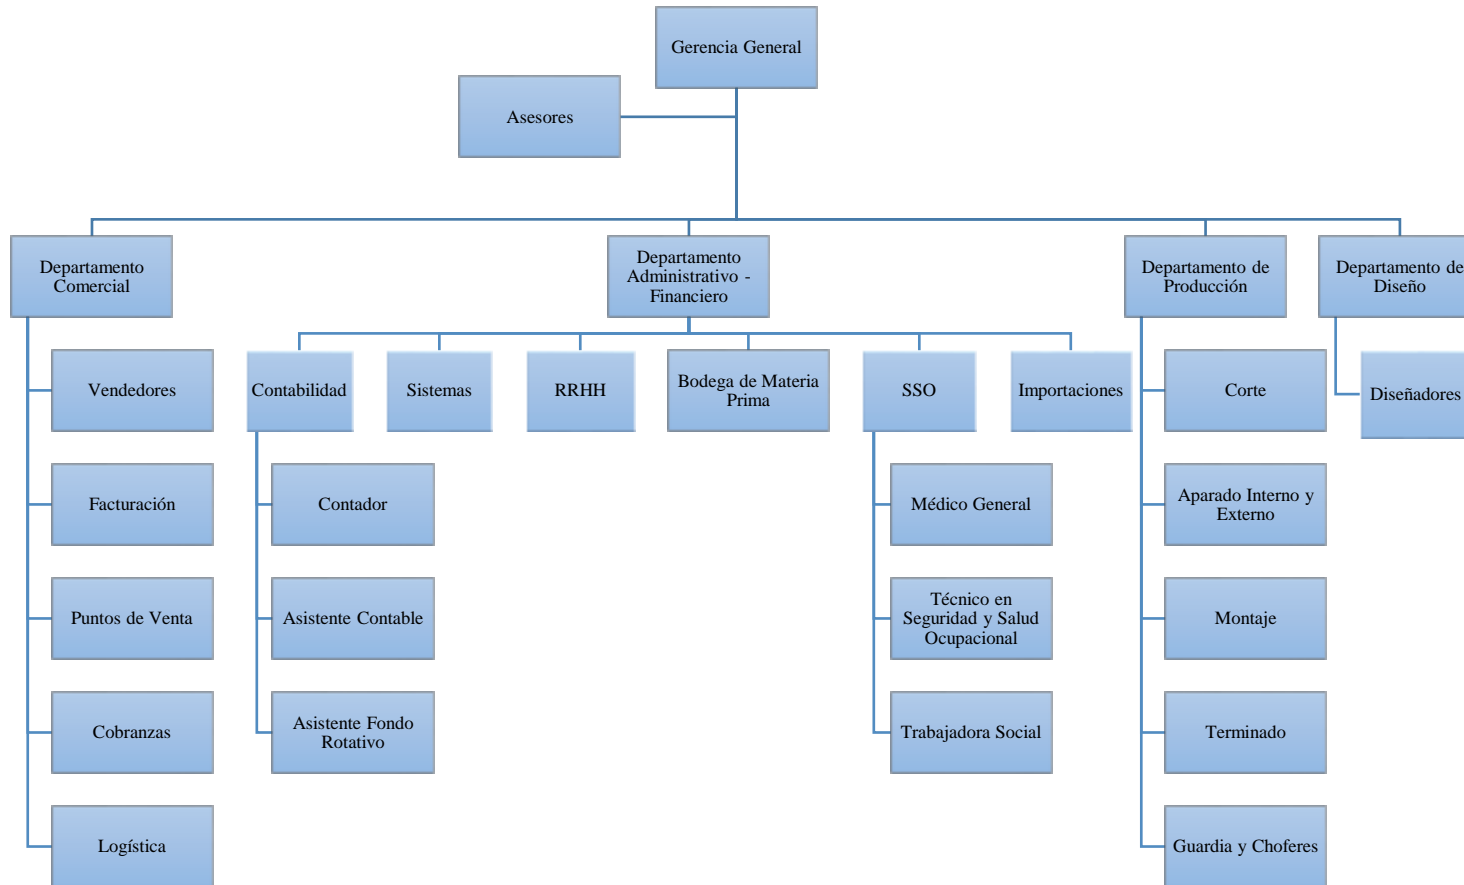 Gerencia General
Asesores
Departamento
Comercial
Departamento
Administrativo -
Financiero
Departamento de
Producción
Departamento de
Diseño
Vendedores
Contabilidad
Sistemas
RRHH
Bodega de Materia
Prima
SSO
Importaciones
Corte
Diseñadores
Facturación
Contador
Médico General
Aparado Interno y
Externo
Puntos de Venta
Asistente Contable
Técnico en
Seguridad y Salud
Ocupacional
Montaje
Cobranzas
Asistente Fondo
Rotativo
Trabajadora Social
Terminado
Logística
Guardia y Choferes